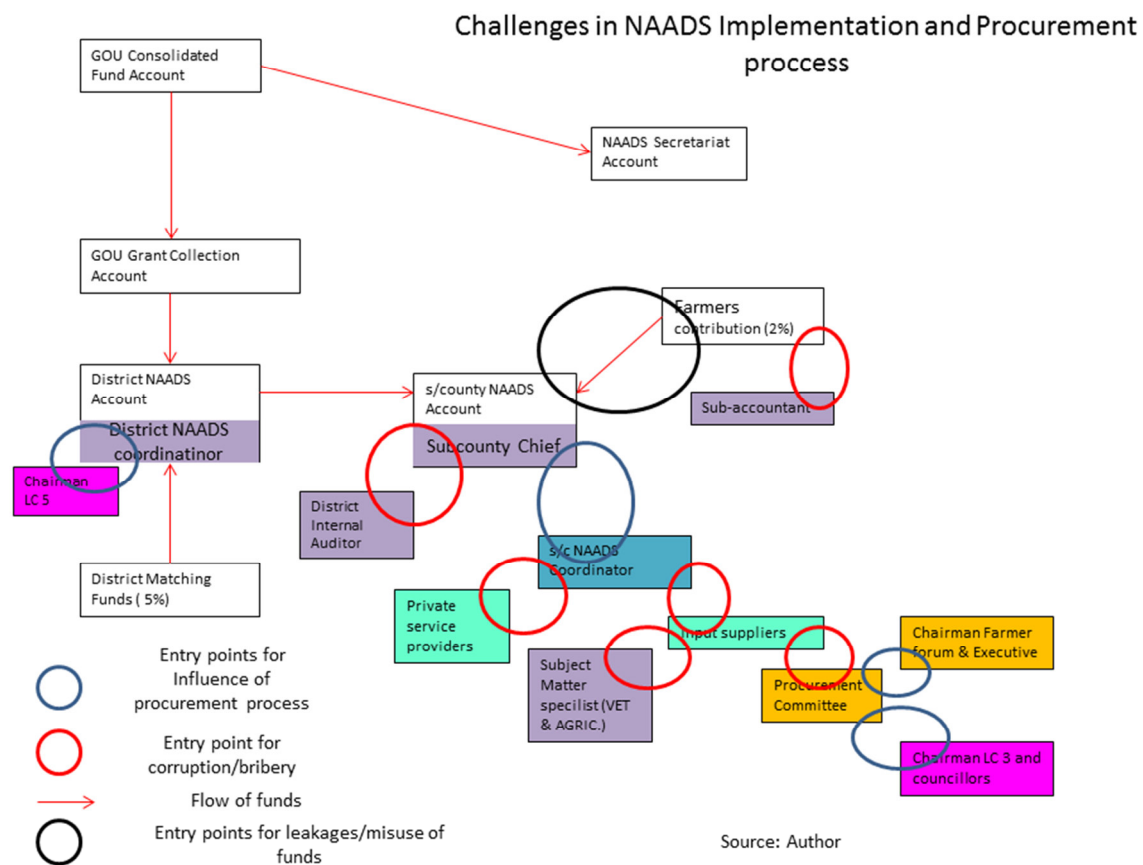 Challenges in NAADS Implementation and Procurement
proccess
GOU Consolidated
Fund Account
NAADS Secretariat
Account
GOU Grant Collection
Account
Farmers
contribution (2%)
District NAADS
Account
s/county NAADS
Account
Sub-accountant
District NAADS
coordinatinor
Subcounty Chief
Chairman
LC 5
District
Internal
Auditor
s/c NAADS
Coordinator
District Matching
Funds ( 5%)
Private
service
providers
Input suppliers
Chairman Farmer
forum & Executive
Subject
Matter
specilist (VET
& AGRIC.)
Procurement
Committee
Chairman LC 3 and
councillors
Entry points for
Influence of
procurement process
Entry point for
corruption/bribery
Flow of funds
Entry points for leakages/misuse of
funds
Source: Author